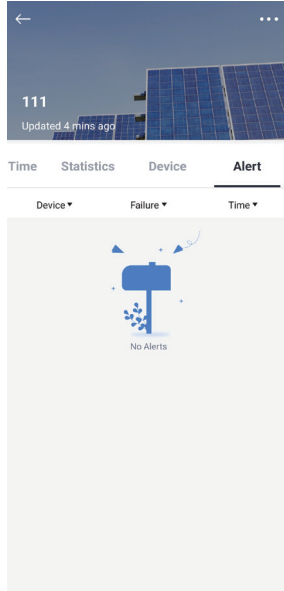 111
Updated 4 mins ago
Time Statistics Device Alert
Device▼ Failure▼ Time▼
No Alerts